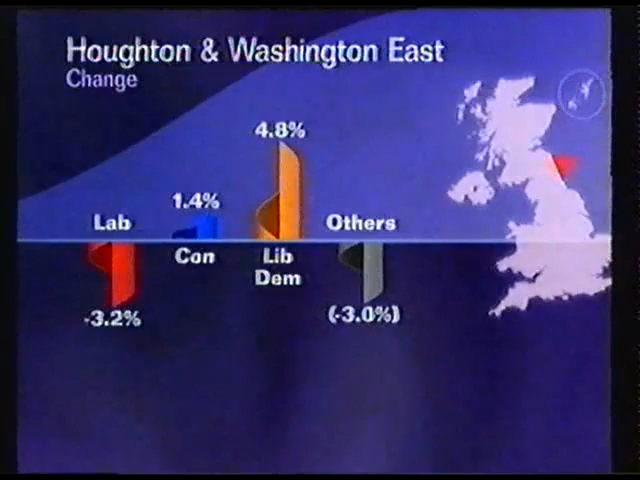 Houghton & Washington East
Change
4.8%
1.4%
Lab
Others
Con
Lib
Dem
-3.2%
(-3.0%)